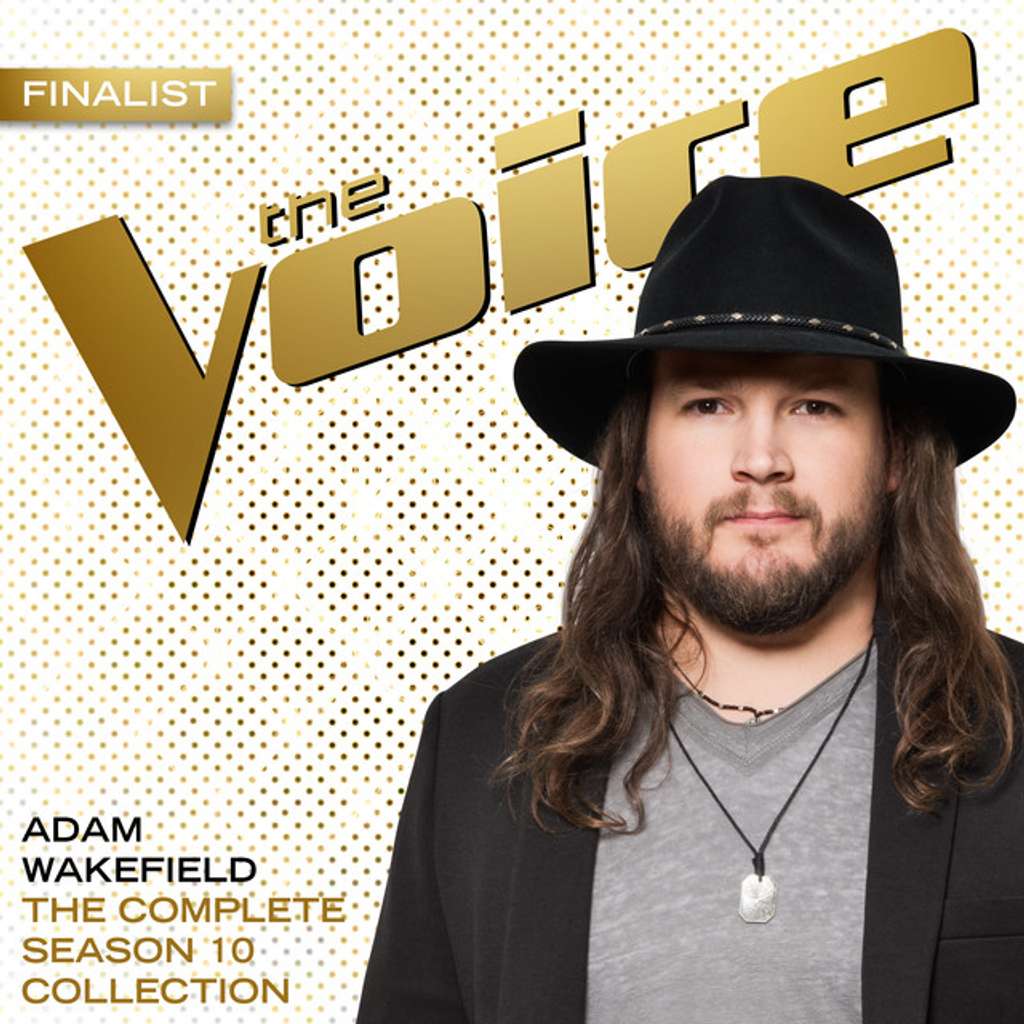 FINALIST
the
Voice
ADAM
WAKEFIELD
THE COMPLETE
SEASON 10
COLLECTION